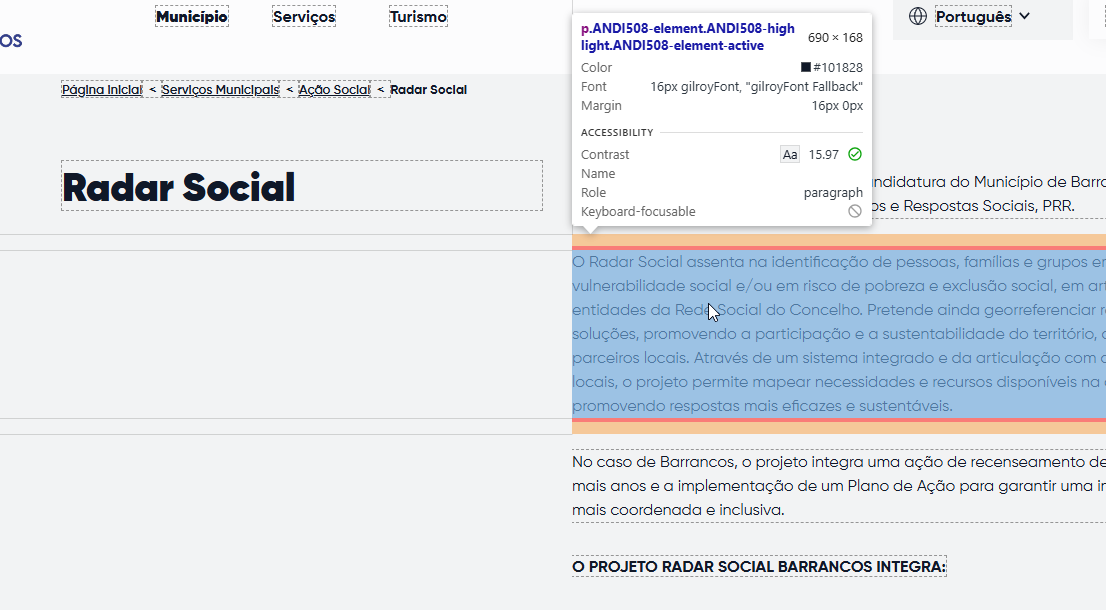 Município
Serviços
Turismo
Português
OS
p.ANDI508-element.ANDI508-high
light.ANDI508-element-active
690 × 168
Color
#101828
Font
16px gilroyFont, "gilroyFont Fallback"
Margin
16px 0px
ACCESSIBILITY
Contrast
Aa 15.97
Name
Role
paragraph
Keyboard-focusable
Página Inicial < Serviços Municipais < Ação Social < Radar Social
Radar Social
ndidatura do Município de Barra
os e Respostas Sociais, PRR.
O Radar Social assenta na identificação de pessoas, famílias e grupos e
vulnerabilidade social e/ou em risco de pobreza e exclusão social, em ar
entidades da Rede Social do Concelho. Pretende ainda georreferenciar r
soluções, promovendo a participação e a sustentabilidade do território,
parceiros locais. Através de um sistema integrado e da articulação com
locais, o projeto permite mapear necessidades e recursos disponíveis na
promovendo respostas mais eficazes e sustentáveis.
No caso de Barrancos, o projeto integra uma ação de recenseamento de
mais anos e a implementação de um Plano de Ação para garantir uma i
mais coordenada e inclusiva.
O PROJETO RADAR SOCIAL BARRANCOS INTEGRA: